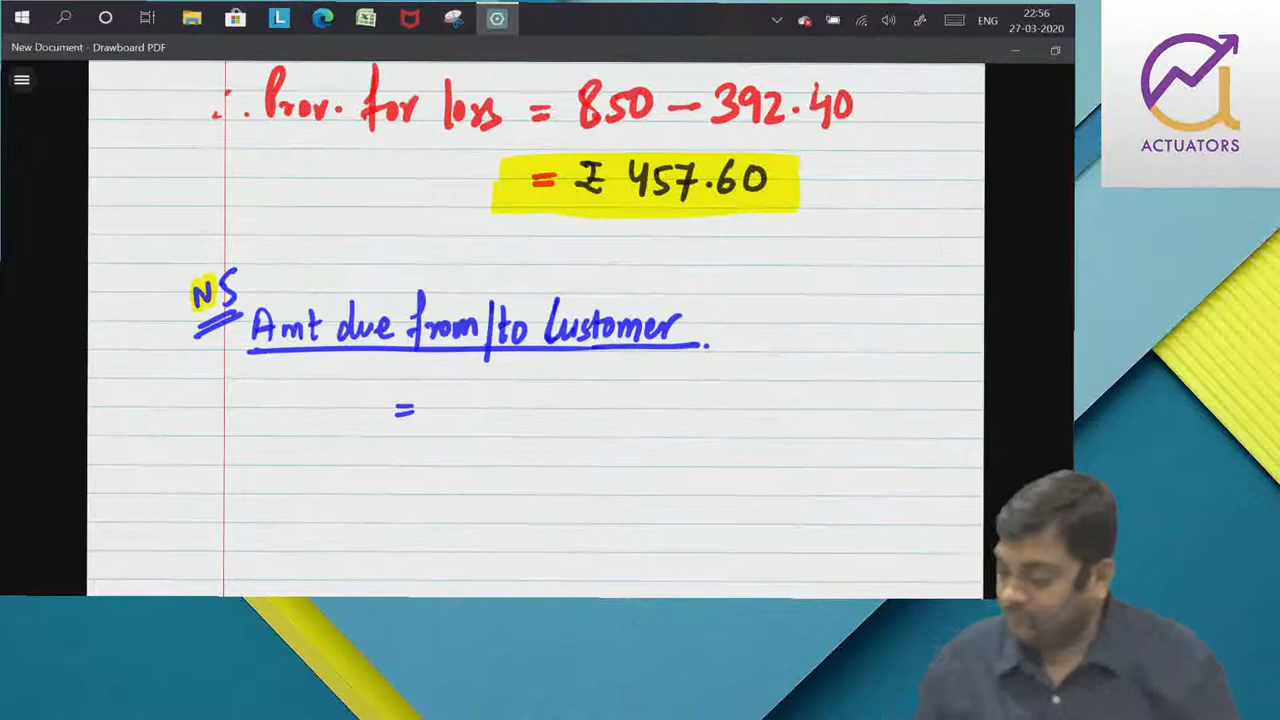 ENG
22:56
27-03-2020
New Document - Drawboard PDF
∴ Prov. for loss = 850 - 392.40
= ₹ 457.60
NS
Amt due from/to Customer.
=
ACTUATORS